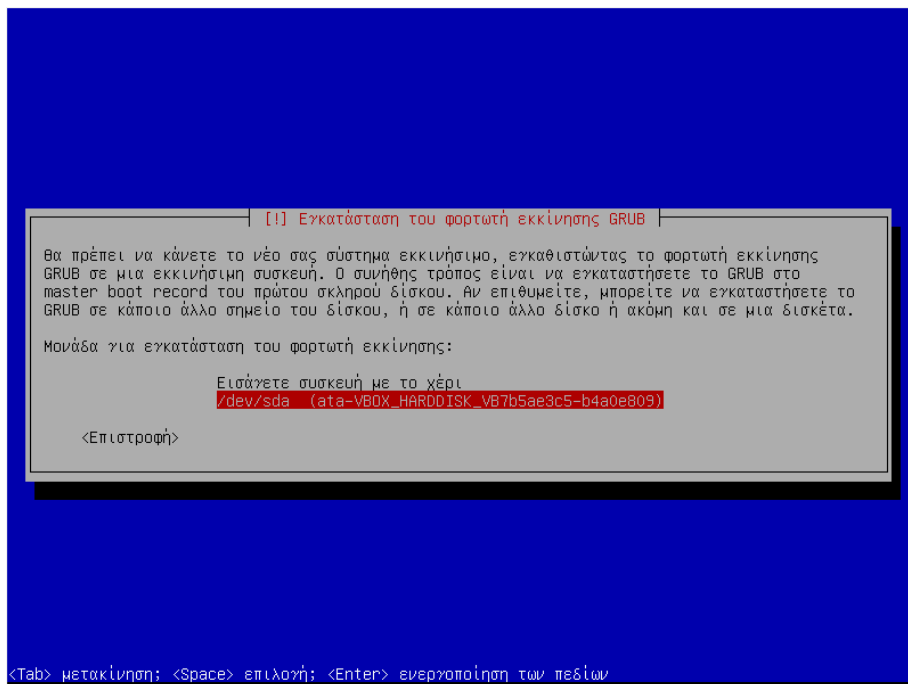 [!] Εγκατάσταση του φορτωτή εκκίνησης GRUB
Θα πρέπει να κάνετε το νέο σας σύστημα εκκινήσιμο, εγκαθιστώντας το φορτωτή εκκίνησης
GRUB σε μια εκκινήσιμη συσκευή. Ο συνήθης τρόπος είναι να εγκαταστήσετε το GRUB στο
master boot record του πρώτου σκληρού δίσκου. Αν επιθυμείτε, μπορείτε να εγκαταστήσετε το
GRUB σε κάποιο άλλο σημείο του δίσκου, ή σε κάποιο άλλο δίσκο ή ακόμη και σε μια δισκέτα.
Μονάδα για εγκατάσταση του φορτωτή εκκίνησης:
Εισάγετε συσκευή με το χέρι
/dev/sda (ata-VBOX_HARDDISK_VB7b5ae3c5-b4a0e809)
<Επιστροφή>
<Tab> μετακίνηση; <Space> επιλογή; <Enter> ενεργοποίηση των πεδίων